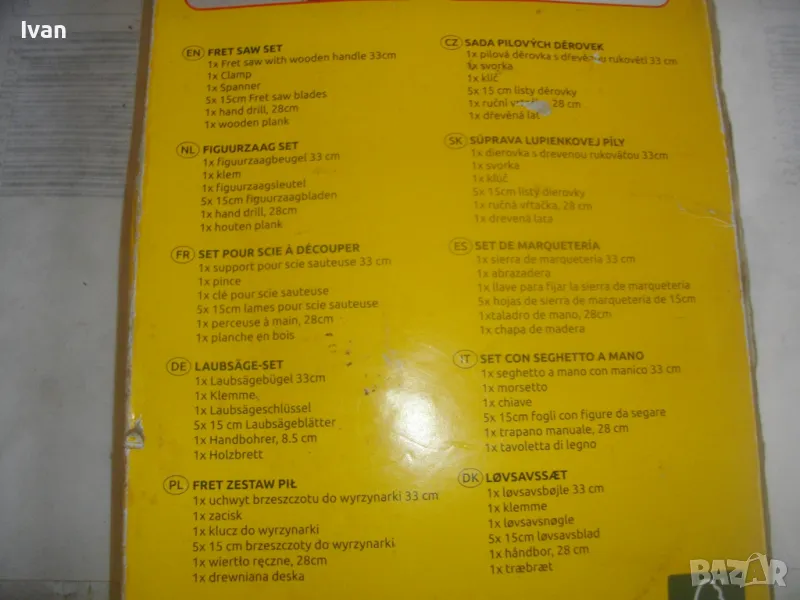 Ivan
EN FRET SAW SET
1x Fret saw with wooden handle 33cm
1x Clamp
1x Spanner
5x 15cm Fret saw blades
1x hand drill, 28cm
1x wooden plank
NL FIGUURZAAG SET
1x figuurzaagbeugel 33 cm
1x klem
1x figuurzaagsleutel
5x 15cm figuurzaagbladen
1x hand drill, 28cm
1x houten plank
FR SET POUR SCIE À DÉCOUPER
1x support pour scie sauteuse 33 cm
1x pince
1x clé pour scie sauteuse
5x 15cm lames pour scie sauteuse
1x perceuse à main, 28cm
1x planche en bois
DE LAUBSÄGE-SET
1x Laubsägebügel 33cm
1x Klemme
1x Laubsägeschlüssel
5x 15 cm Laubsägeblätter
1x Handbohrer, 8.5 cm
1x Holzbrett
PL FRET ZESTAW PIŁ
1x uchwyt brzeszczotu do wyrzynarki 33 cm
1x zacisk
1x klucz do wyrzynarki
5x 15 cm brzeszczoty do wyrzynarki
1x wiertło ręczne, 28cm
1x drewniana deska
CZ SADA PILOVÝCH DĚROVEK
1x pilová děrovka s rukovětí 33 cm
1x svorka
1x klíč
5x 15 cm listy děrovky
1x ruční 28 cm
1x dřevěná
SK SÚPRAVA LUPIENKOVEJ PÍLY
1x dierovka s drevenou rukoväťou 33cm
1x svorka
1x kľúč
5x 15cm listy dierovky
1x ručná vŕtačka, 28 cm
1x drevená lata
ES SET DE MARQUETERÍA
1x sierra de marquetería 33 cm
1x abrazadera
1x llave para fijar la sierra de marquetería
5x hojas de sierra de marquetería de 15cm
1xtaladro de mano, 28cm
1x chapa de madera
IT SET CON SEGHETTO A MANO
1x seghetto a mano con manico 33 cm
1x morsetto
1x chiave
5x 15cm fogli con figure da segare
1x trapano manuale, 28 cm
1x tavoletta di legno
DK LØVSAVSSÆT
1x løvsavsbøjle 33 cm
1x klemme
1x løvsavsnøgle
5x 15cm løvsavsblad
1x håndbor, 28 cm
1x træbræt
BAZAR